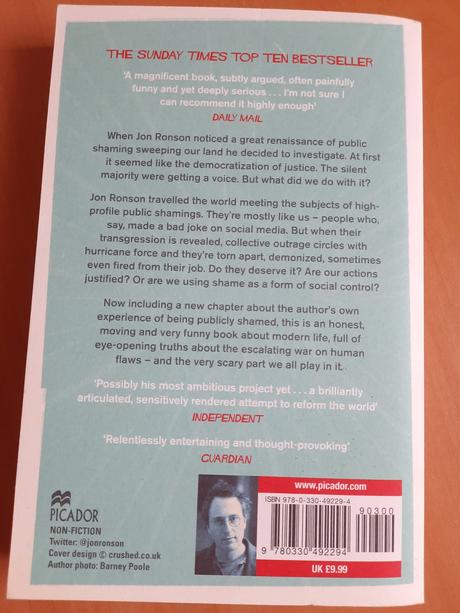 THE SUNDAY TIMES TOP TEN BESTSELLER
'A magnificent book, subtly argued, often painfully
funny and yet deeply serious . . . I'm not sure I
can recommend it highly enough'
DAILY MAIL
When Jon Ronson noticed a great renaissance of public
shaming sweeping our land he decided to investigate. At first
it seemed like the democratization of justice. The silent
majority were getting a voice. But what did we do with it?
Jon Ronson travelled the world meeting the subjects of high-
profile public shamings. They're mostly like us – people who,
say, made a bad joke on social media. But when their
transgression is revealed, collective outrage circles with
hurricane force and they're torn apart, demonized, sometimes
even fired from their job. Do they deserve it? Are our actions
justified? Or are we using shame as a form of social control?
Now including a new chapter about the author's own
experience of being publicly shamed, this is an honest,
moving and very funny book about modern life, full of
eye-opening truths about the escalating war on human
flaws – and the very scary part we all play in it.
'Possibly his most ambitious project yet . . . a brilliantly
articulated, sensitively rendered attempt to reform the world'
INDEPENDENT
'Relentlessly entertaining and thought-provoking'
GUARDIAN
PICADOR
NON-FICTION
Twitter: @jonronson
Cover design © crushed.co.uk
Author photo: Barney Poole
www.picador.com
ISBN 978-0-330-49229-4
90300
9 780330 492294
UK £9.99